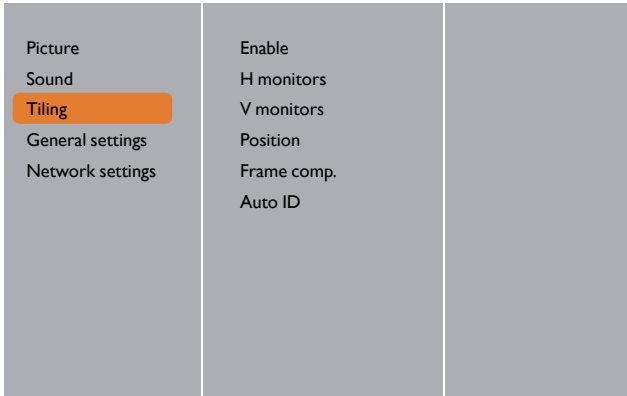 Picture
Sound
Tiling
General settings
Network settings
Enable
H monitors
V monitors
Position
Frame comp.
Auto ID